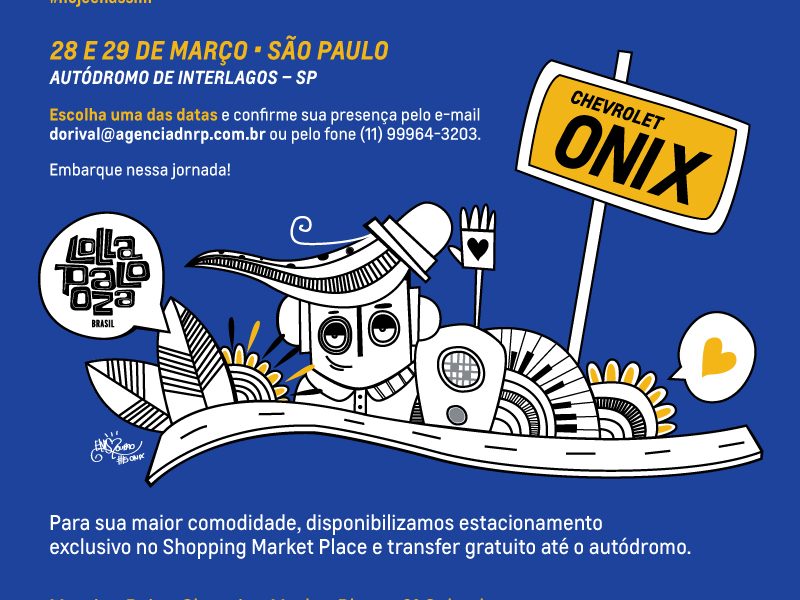 28 E 29 DE MARÇO • SÃO PAULO
AUTÓDROMO DE INTERLAGOS – SP
Escolha uma das datas e confirme sua presença pelo e-mail
dorival@agenciadnrp.com.br ou pelo fone (11) 99964-3203.
Embarque nessa jornada!
CHEVROLET
ONIX
LOLLA
PALO
OZA
BRASIL
Para sua maior comodidade, disponibilizamos estacionamento
exclusivo no Shopping Market Place e transfer gratuito até o autódromo.